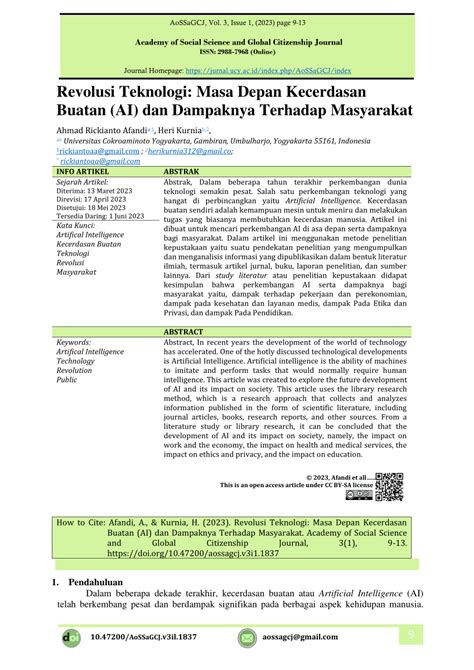 AoSSaGCJ, Vol. 3, Issue 1, (2023) page 9-13
Academy of Social Science and Global Citizenship Journal
ISSN: 2988-7968 (Online)
Journal Homepage: https://jurnal.ucy.ac.id/index.php/AoSSaGCJ/index
Revolusi Teknologi: Masa Depan Kecerdasan
Buatan (AI) dan Dampaknya Terhadap Masyarakat
Ahmad Rickianto Afandi a,1, Heri Kurnia b,2,
ab Universitas Cokroaminoto Yogyakarta, Gambiran, Umbulharjo, Yogyakarta 55161, Indonesia
1rickiantoaa@gmail.com ; 2herikurnia312@gmail.co;
* rickiantoaa@gmail.com
INFO ARTIKEL
Sejarah Artikel:
Diterima: 13 Maret 2023
Direvisi: 17 April 2023
Disetujui: 18 Mei 2023
Tersedia Daring: 1 Juni 2023
Kata Kunci:
Artifical Intelligence
Kecerdasan Buatan
Teknologi
Revolusi
Masyarakat
ABSTRAK
Abstrak, Dalam beberapa tahun terakhir perkembangan dunia
teknologi semakin pesat. Salah satu perkembangan teknologi yang
hangat di perbincangkan yaitu Artificial Intelligence. Kecerdasan
buatan sendiri adalah kemampuan mesin untuk meniru dan melakukan
tugas yang biasanya membutuhkan kecerdasan manusia. Artikel ini
dibuat untuk mencari perkembangan AI di asa depan serta dampaknya
bagi masyarakat. Dalam artikel ini menggunakan metode penelitian
kepustakaan yaitu suatu pendekatan penelitian yang mengumpulkan
dan menganalisis informasi yang dipublikasikan dalam bentuk literatur
ilmiah, termasuk artikel jurnal, buku, laporan penelitian, dan sumber
lainnya. Dari study literatur atau penelitian kepustakaan didapat
kesimpulan bahwa perkembangan AI serta dampaknya bagi
masyarakat yaitu, dampak terhadap pekerjaan dan perekonomian,
dampak pada kesehatan dan layanan medis, dampak Pada Etika dan
Privasi, dan dampak Pada Pendidikan.
Keywords:
Artifical Intelligence
Technology
Revolution
Public
ABSTRACT
Abstract, In recent years the development of the world of technology
has accelerated. One of the hotly discussed technological developments
is Artificial Intelligence. Artificial intelligence is the ability of machines
to imitate and perform tasks that would normally require human
intelligence. This article was created to explore the future development
of AI and its impact on society. This article uses the library research
method, which is a research approach that collects and analyzes
information published in the form of scientific literature, including
journal articles, books, research reports, and other sources. From a
literature study or library research, it can be concluded that the
development of AI and its impact on society, namely, the impact on
work and the economy, the impact on health and medical services, the
impact on ethics and privacy, and the impact on education.
© 2023, Afandi et all.....
This is an open access article under CC BY-SA license
How to Cite: Afandi, A., & Kurnia, H. (2023). Revolusi Teknologi: Masa Depan Kecerdasan
Buatan (AI) dan Dampaknya Terhadap Masyarakat. Academy of Social Science
and Global Citizenship Journal, 3(1), 9-13.
https://doi.org/10.47200/aossagcj.v3i1.1837
1. Pendahuluan
Dalam beberapa dekade terakhir, kecerdasan buatan atau Artificial Intelligence (AI)
telah berkembang pesat dan berdampak signifikan pada berbagai aspek kehidupan manusia.
doi
10.47200/AoSSaGCJ.v3i1.1837
aossagcj@gmail.com
9